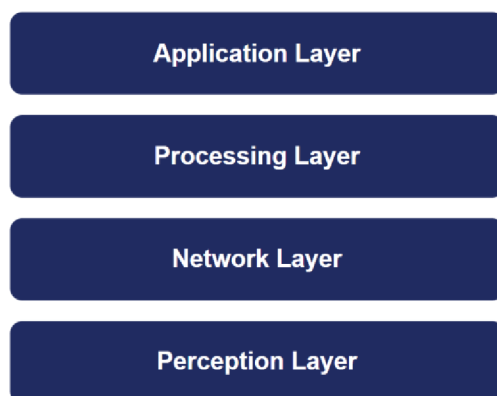 Application Layer
Processing Layer
Network Layer
Perception Layer